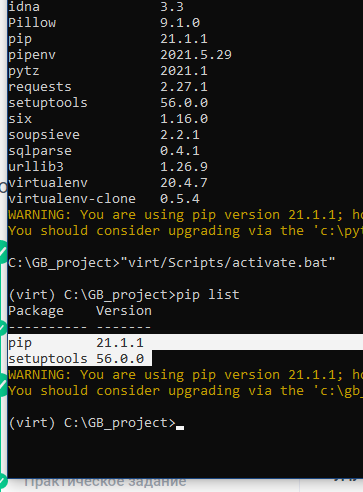 idna 3.3
Pillow 9.1.0
pip 21.1.1
pipenv 2021.5.29
pytz 2021.1
requests 2.27.1
setuptools 56.0.0
six 1.16.0
soupsieve 2.2.1
sqlparse 0.4.1
urllib3 1.26.9
virtualenv 20.4.7
virtualenv-clone 0.5.4
WARNING: You are using pip version 21.1.1; ho
You should consider upgrading via the 'c:\pyt
C:\GB_project>"virt/Scripts/activate.bat"
(virt) C:\GB_project>pip list
Package Version
---------- -------
pip 21.1.1
setuptools 56.0.0
WARNING: You are using pip version 21.1.1; ho
You should consider upgrading via the 'c:\gb_
(virt) C:\GB_project>
Практическое задание